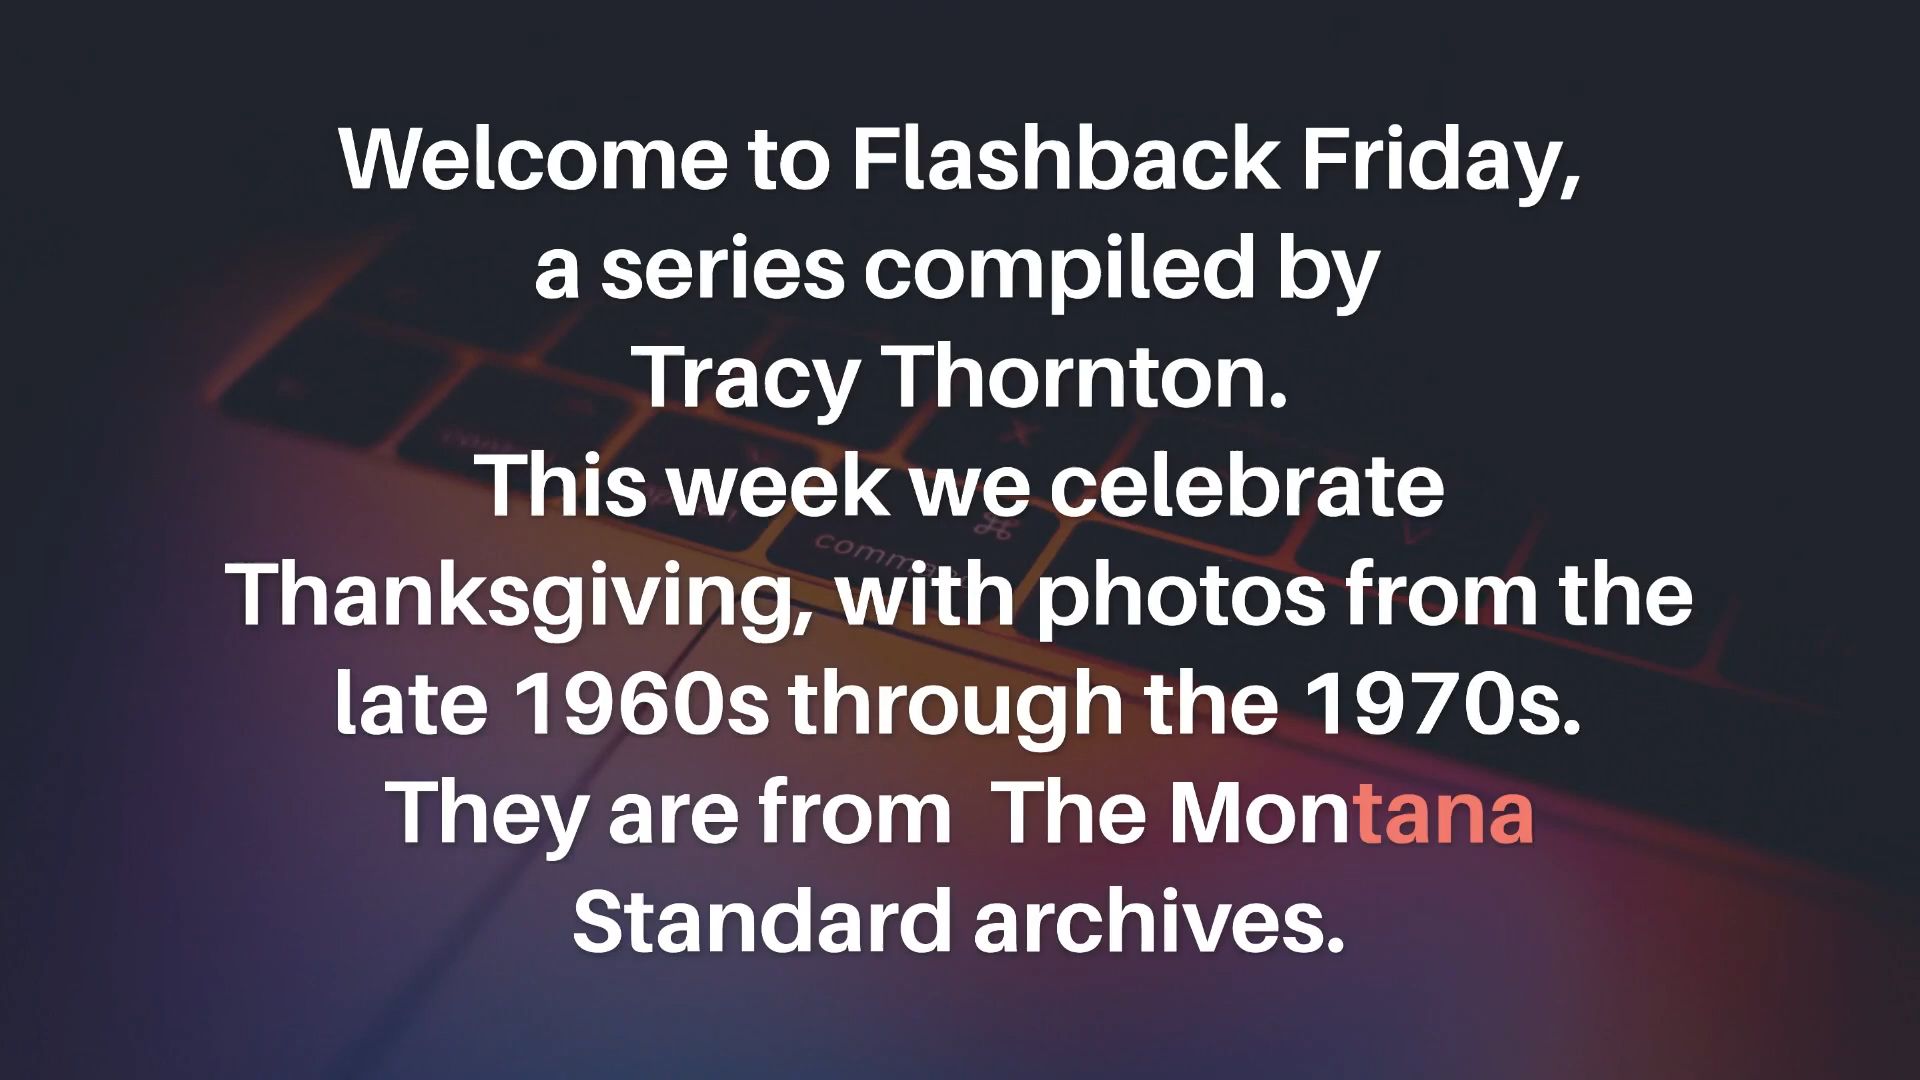 Welcome to Flashback Friday,
a series compiled by
Tracy Thornton.
This week we celebrate
Thanksgiving, with photos from the
late 1960s through the 1970s.
They are from  The Montana
Standard archives.
command